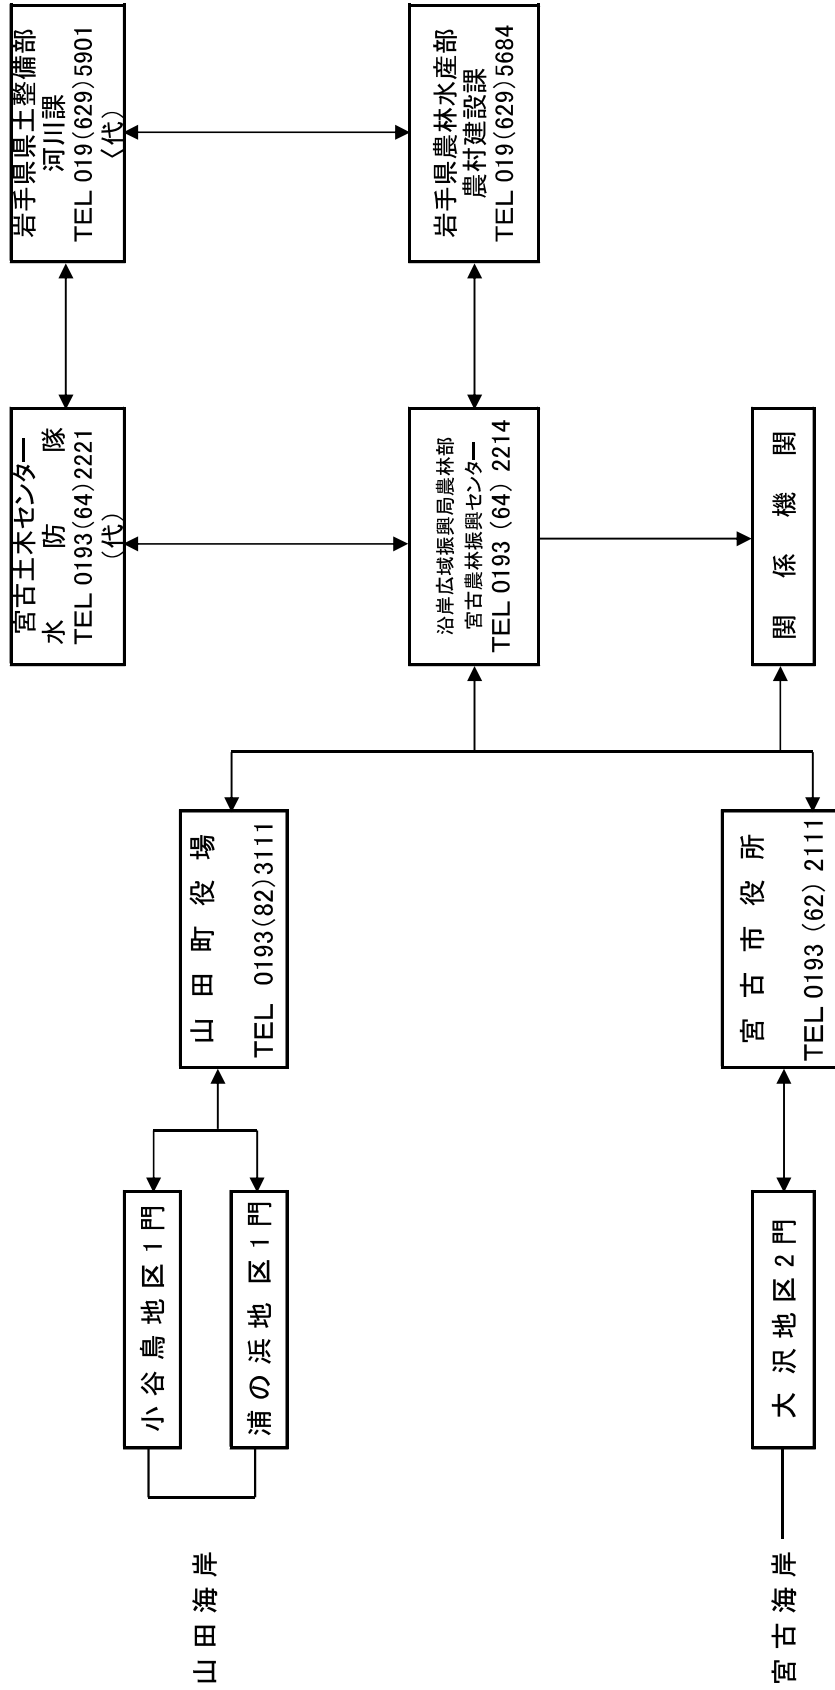 山田海岸
小谷鳥地区1門
浦の浜地区1門
山田町役場
TEL 0193(82)3111
宮古土木センター
水防隊
TEL 0193(64)2221
(代)
岩手県県土整備部
河川課
TEL 019(629)5901
〈代〉
沿岸広域振興局農林部
宮古農林振興センター
TEL 0193 (64) 2214
岩手県農林水産部
農村建設課
TEL 019(629)5684
宮古海岸
大沢地区2門
宮古市役所
TEL 0193 (62) 2111
関係機関